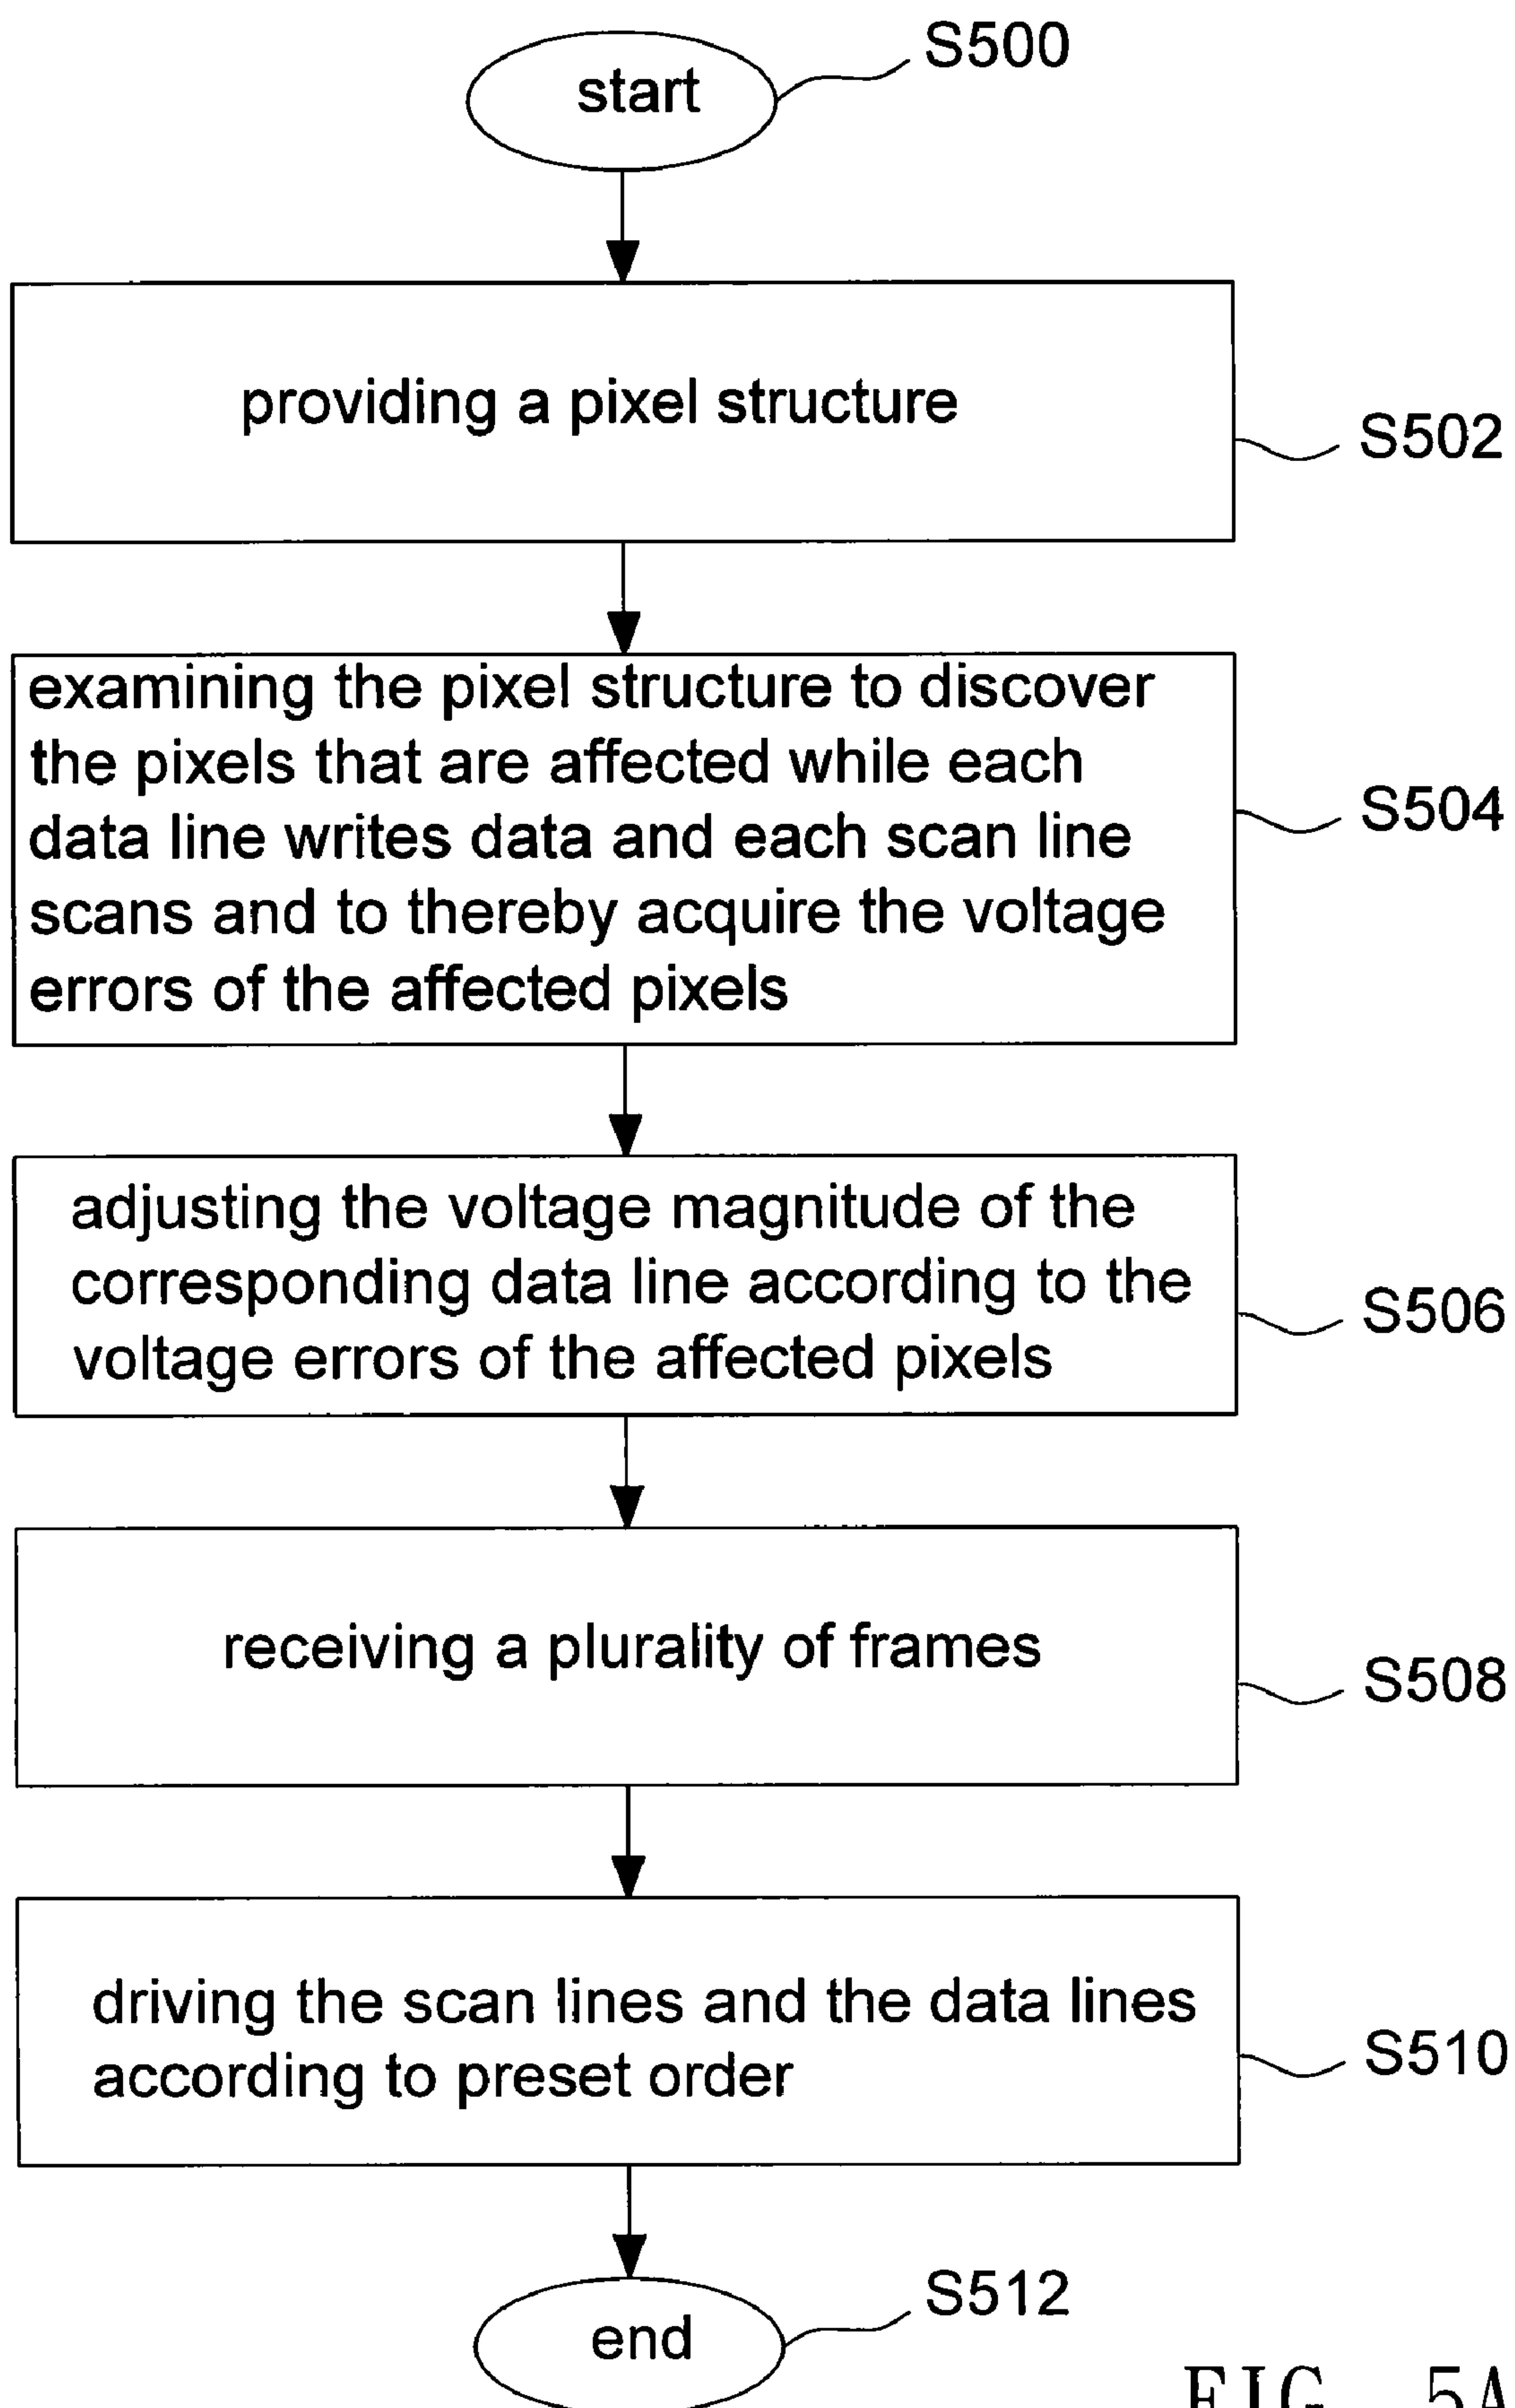 start
S500
providing a pixel structure
S502
examining the pixel structure to discover
the pixels that are affected while each
data line writes data and each scan line
scans and to thereby acquire the voltage
errors of the affected pixels
S504
adjusting the voltage magnitude of the
corresponding data line according to the
voltage errors of the affected pixels
S506
receiving a plurality of frames
S508
driving the scan lines and the data lines
according to preset order
S510
end
S512
FIG. 5A